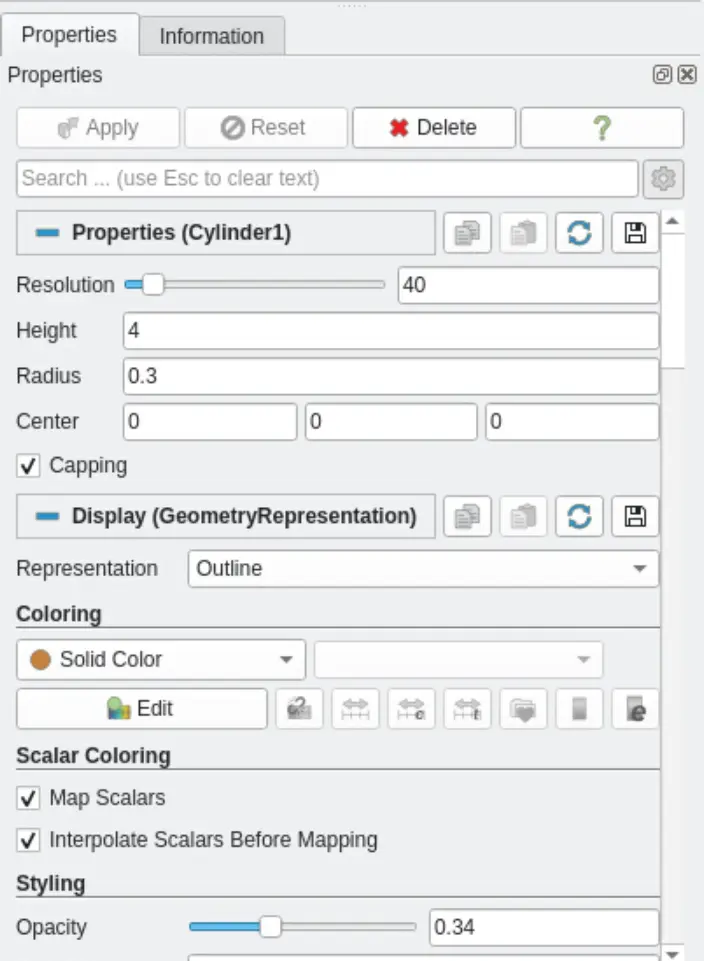 Properties Information
Properties
Apply Reset Delete ?
Search ... (use Esc to clear text)
Properties (Cylinder1)
Resolution 40
Height 4
Radius 0.3
Center 0 0 0
Capping
Display (GeometryRepresentation)
Representation Outline
Coloring
Solid Color
Edit
Scalar Coloring
Map Scalars
Interpolate Scalars Before Mapping
Styling
Opacity 0.34